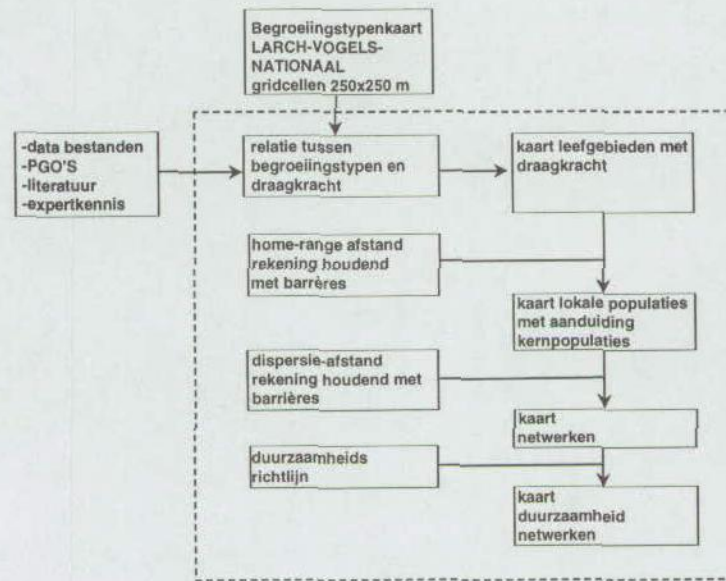 Begroeiingstypenkaart
LARCH-VOGELS-
NATIONAAL
gridcellen 250x250 m
-data bestanden
-PGO'S
-literatuur
-expertkennis
relatie tussen
begroeiingstypen en
draagkracht
kaart leefgebieden met
draagkracht
home-range afstand
rekening houdend
met barrères
kaart lokale populaties
met aanduiding
kernpopulaties
dispersie-afstand
rekening houdend met
barrières
kaart
netwerken
duurzaamheids
richtlijn
kaart
duurzaamheid
netwerken